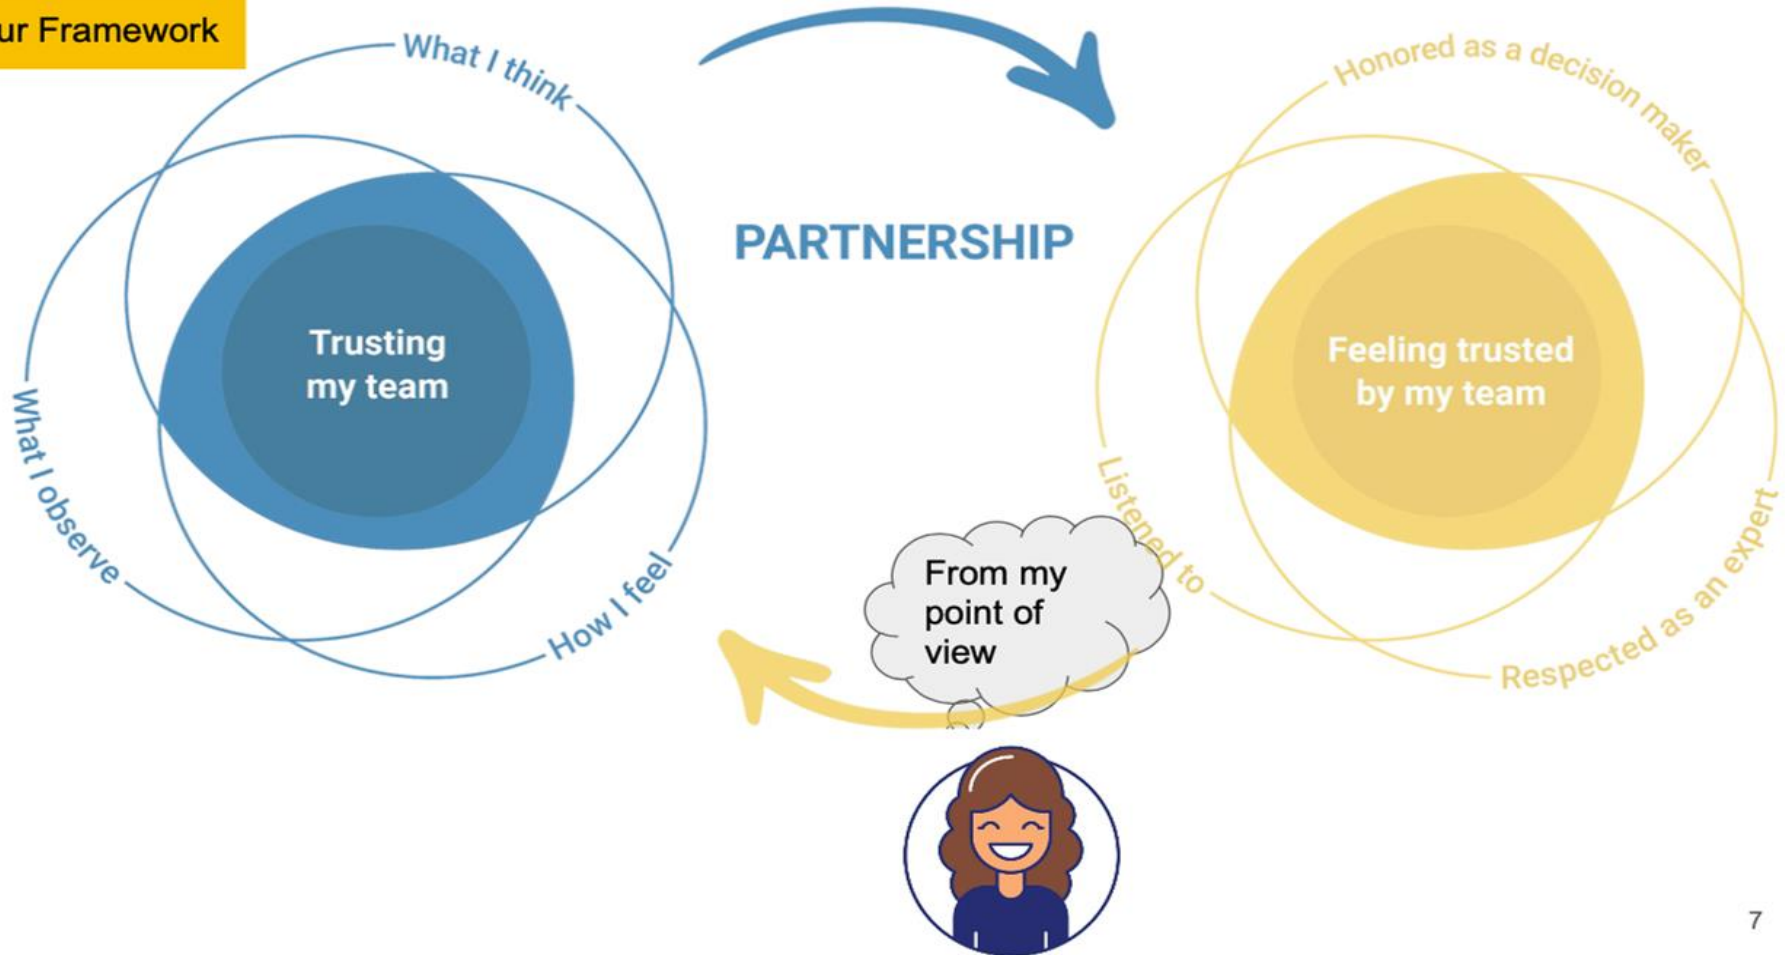 ur Framework
What I think
What I observe
How I feel
Trusting
my team
PARTNERSHIP
Honored as a decision maker
Listened to
Respected as an expert
Feeling trusted
by my team
From my
point of
view
7